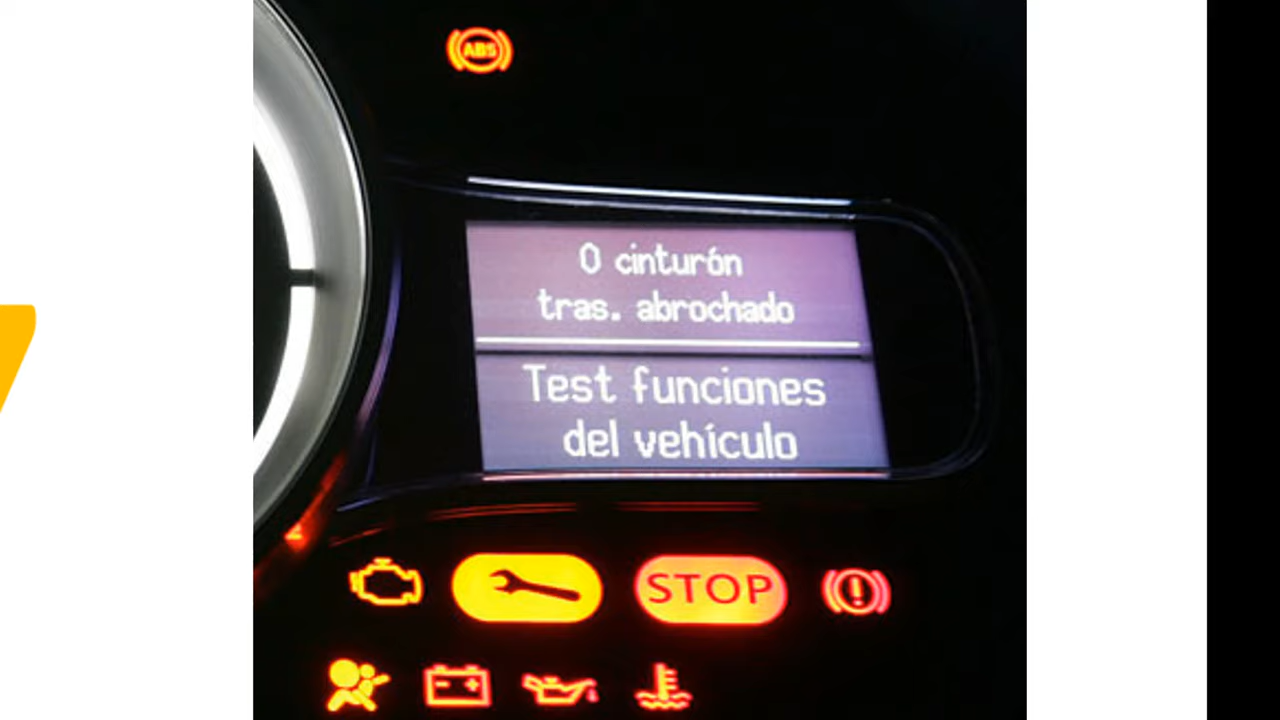 ABS
0 cinturón
tras. abrochado
Test funciones
del vehículo
STOP